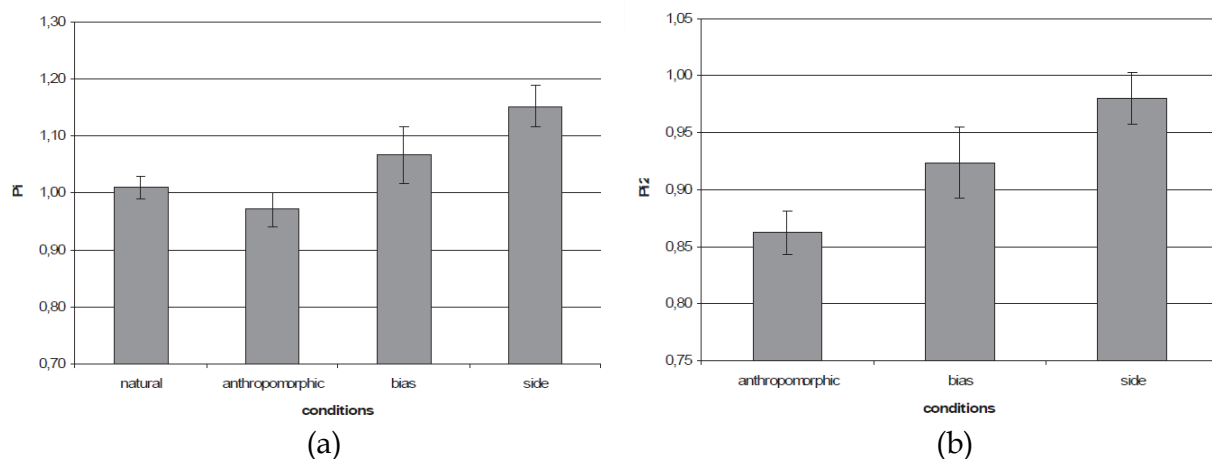 1,30
1,20
1,10
1,00
0,90
0,80
0,70
Pi
natural anthropomorphic bias side
conditions
(a)
1,05
1,00
0,95
0,90
0,85
0,80
0,75
Pi2
anthropomorphic bias side
conditions
(b)